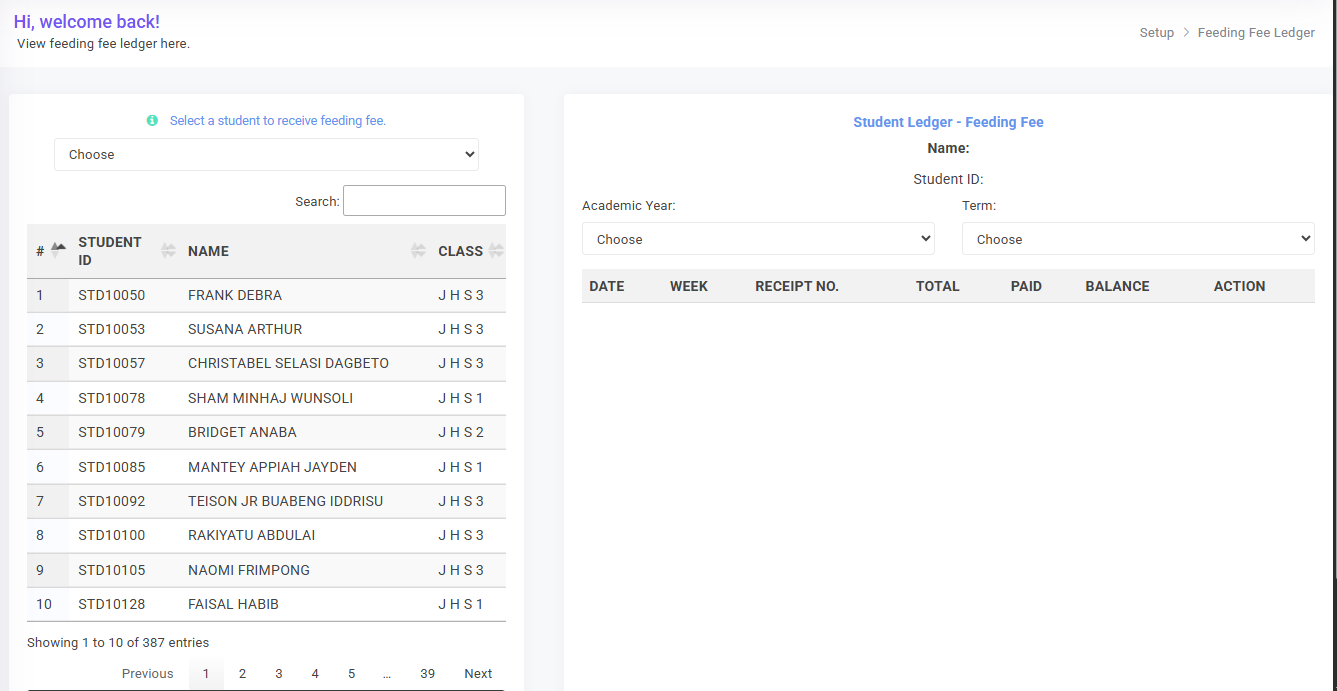 Hi, welcome back!
View feeding fee ledger here.
Setup > Feeding Fee Ledger
Select a student to receive feeding fee.
Choose
Search:
# STUDENT ID NAME CLASS
1 STD10050 FRANK DEBRA J H S 3
2 STD10053 SUSANA ARTHUR J H S 3
3 STD10057 CHRISTABEL SELASI DAGBETO J H S 3
4 STD10078 SHAM MINHAJ WUNSOLI J H S 1
5 STD10079 BRIDGET ANABA J H S 2
6 STD10085 MANTEY APPIAH JAYDEN J H S 1
7 STD10092 TEISON JR BUABENG IDDRISU J H S 3
8 STD10100 RAKIYATU ABDULAI J H S 3
9 STD10105 NAOMI FRIMPONG J H S 3
10 STD10128 FAISAL HABIB J H S 1
Showing 1 to 10 of 387 entries
Previous 1 2 3 4 5 … 39 Next
Student Ledger - Feeding Fee
Name:
Student ID:
Academic Year: Term:
Choose Choose
DATE WEEK RECEIPT NO. TOTAL PAID BALANCE ACTION